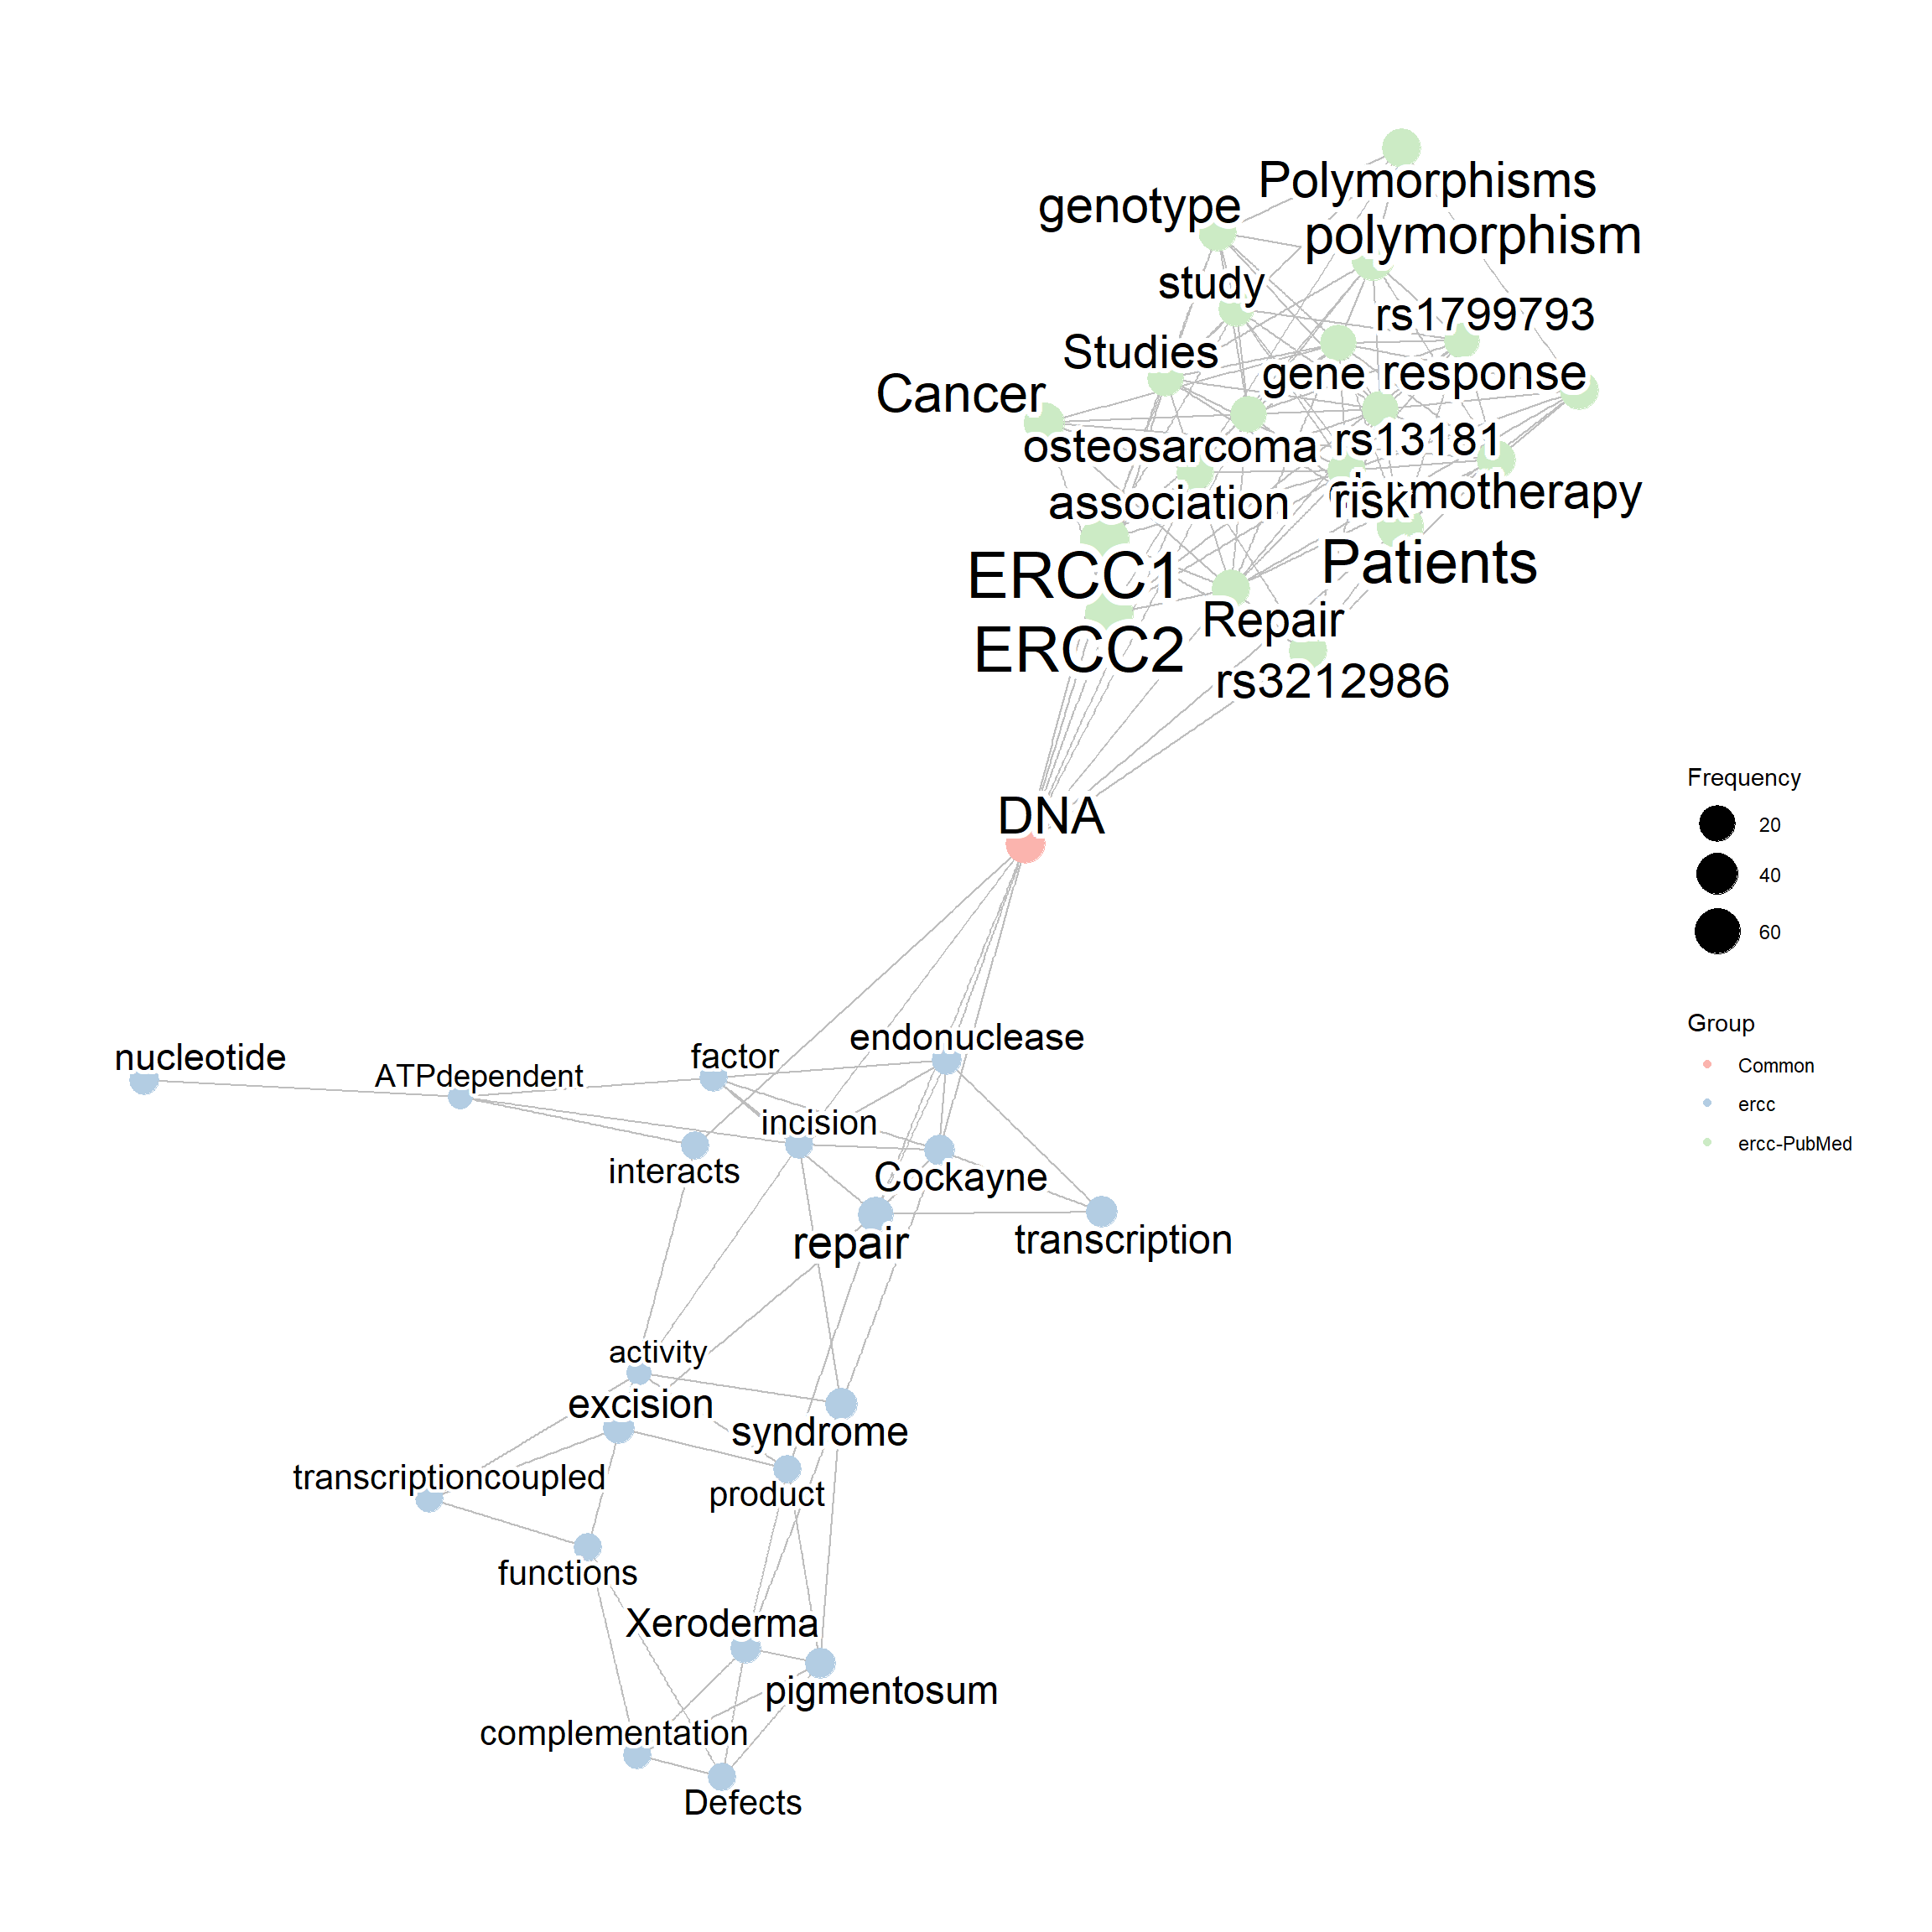 Polymorphisms
genotype
polymorphism
study
rs1799793
Studies
gene
response
Cancer
osteosarcoma
rs13181
association
risk
motherapy
ERCC1
Patients
Repair
ERCC2
rs3212986
DNA
Frequency
20
40
60
Group
Common
ercc
ercc-PubMed
nucleotide
ATPdependent
factor
endonuclease
incision
interacts
Cockayne
repair
transcription
activity
excision
syndrome
transcriptioncoupled
product
functions
Xeroderma
pigmentosum
complementation
Defects